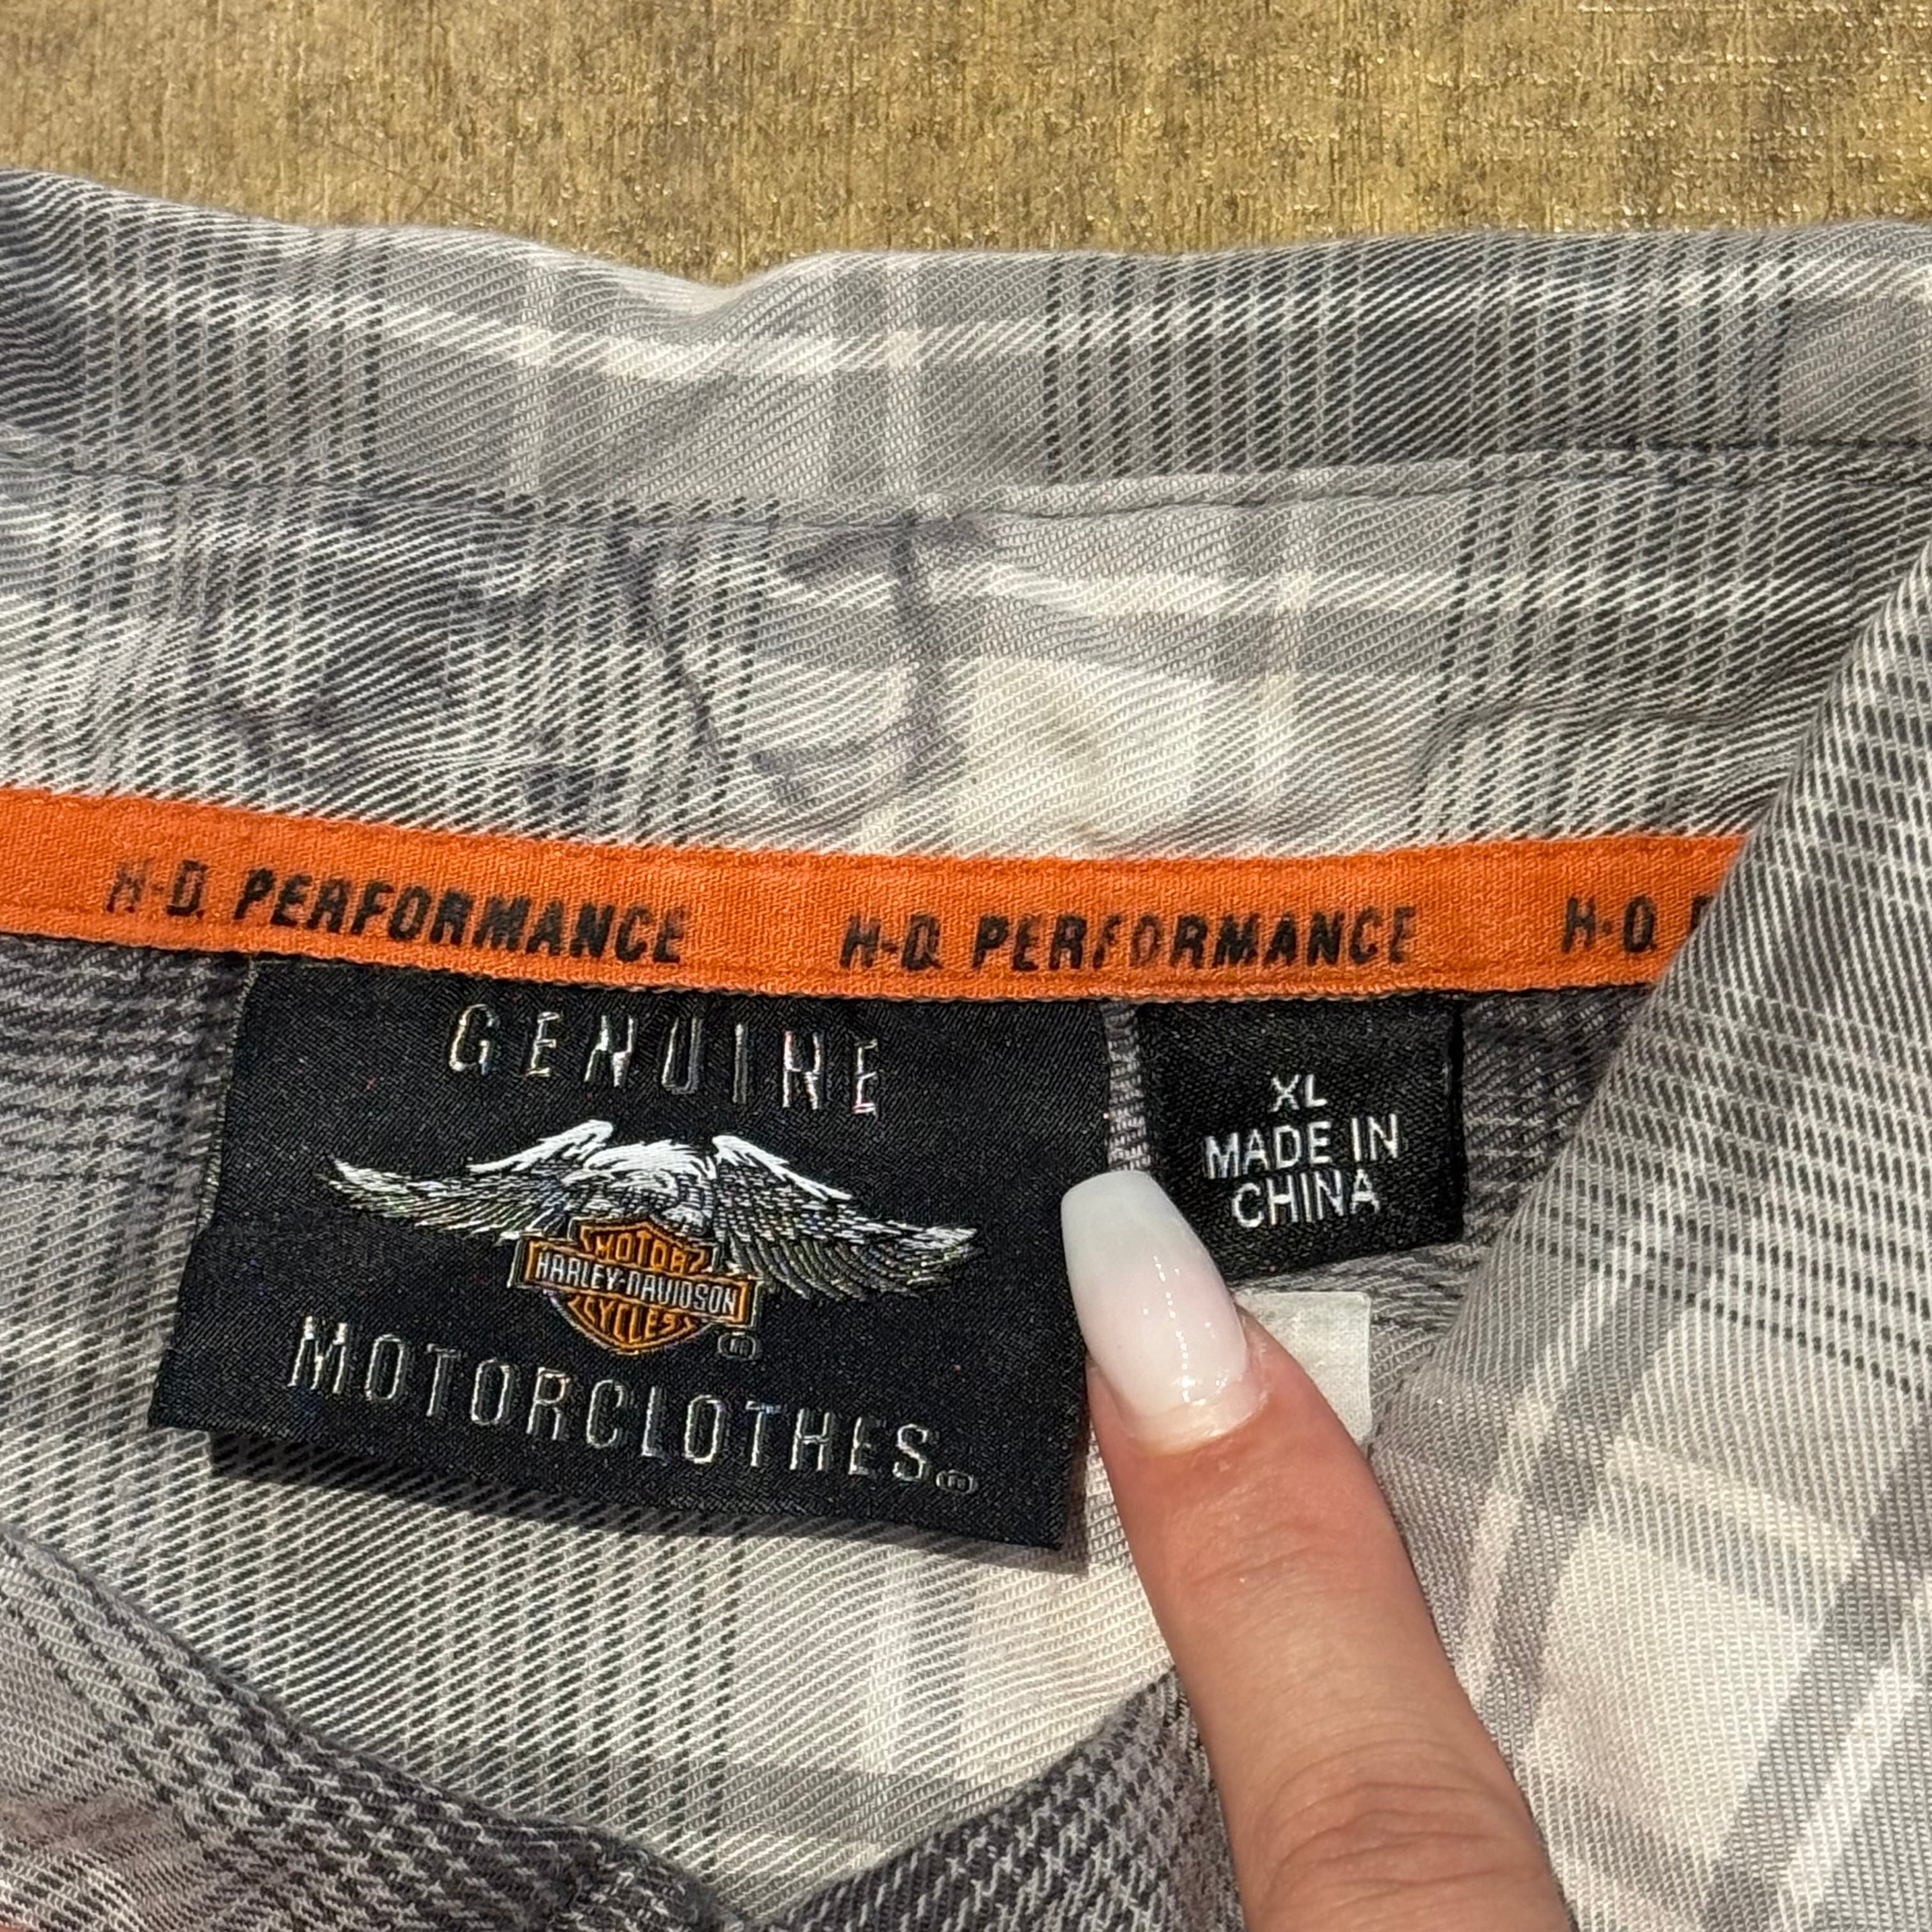 H-D. PERFORMANCE H-D. PERFORMANCE H-D.
GENUINE
MOTOR
HARLEY-DAVIDSON
CYCLES
MOTORCLOTHES®
XL
MADE IN
CHINA